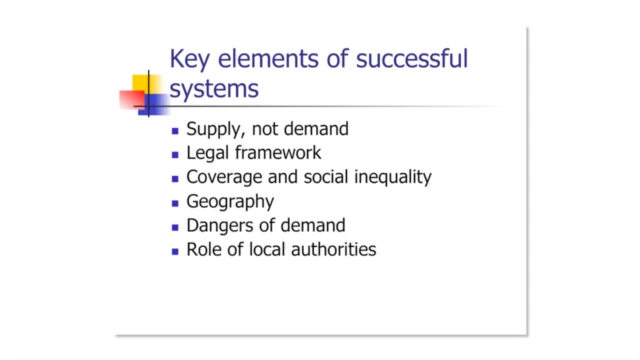 Key elements of successful
systems
Supply, not demand
Legal framework
Coverage and social inequality
Geography
Dangers of demand
Role of local authorities